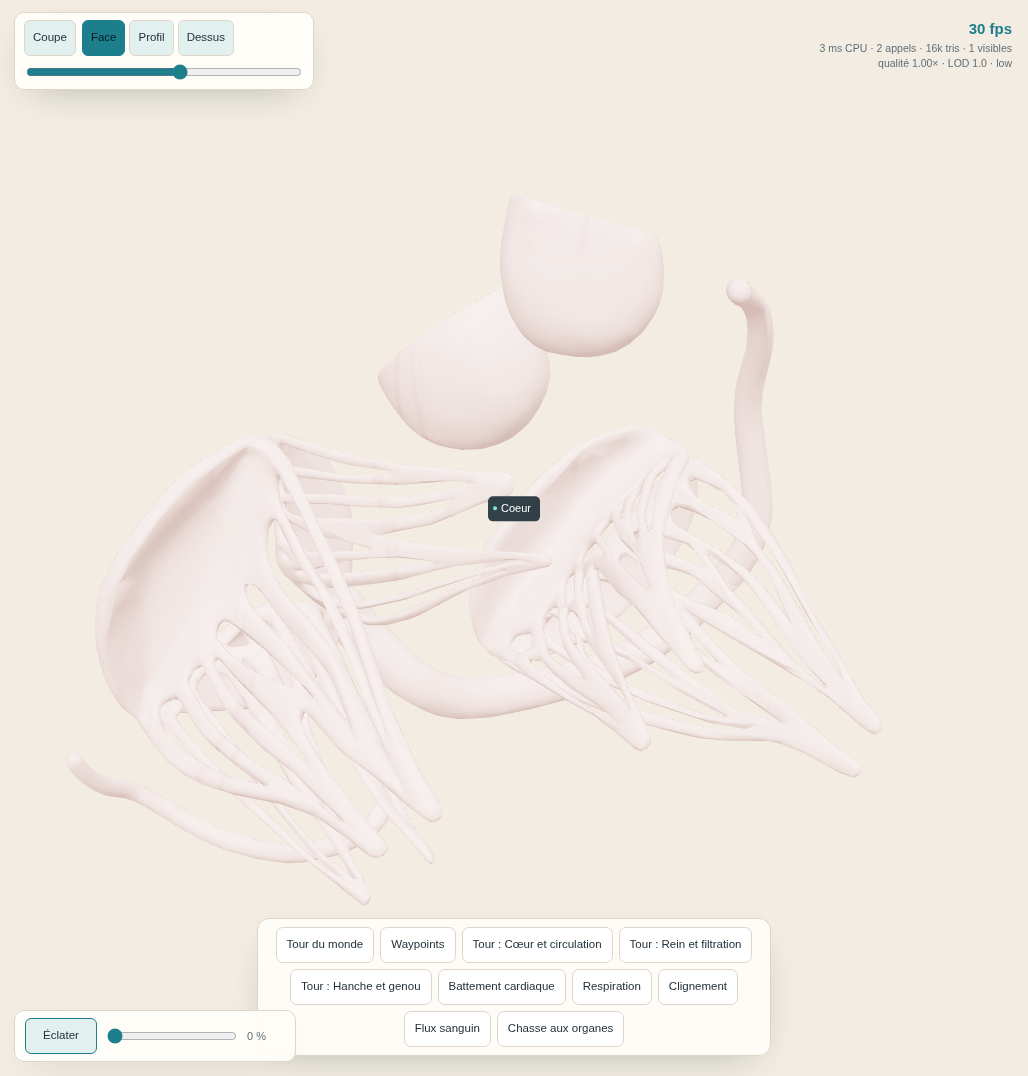 Coupe Face Profil Dessus
30 fps
3 ms CPU · 2 appels · 16k tris · 1 visibles
qualité 1.00× · LOD 1.0 · low
Coeur
Tour du monde Waypoints Tour : Cœur et circulation Tour : Rein et filtration
Tour : Hanche et genou Battement cardiaque Respiration Clignement
Flux sanguin Chasse aux organes
Éclater 0 %